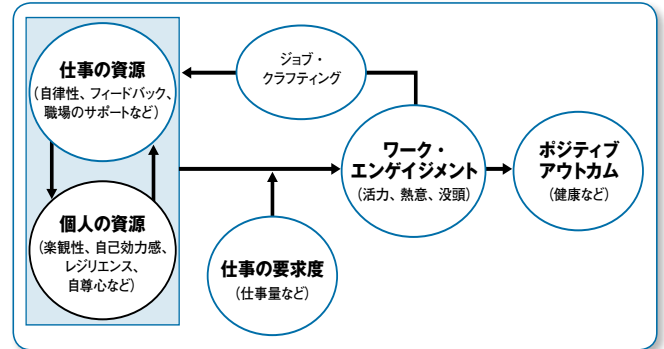 仕事の資源
(自律性、フィードバック、
職場のサポートなど)
個人の資源
(楽観性、自己効力感、
レジリエンス、
自尊心など)
ジョブ・
クラフティング
仕事の要求度
(仕事量など)
ワーク・
エンゲイジメント
(活力、熱意、没頭)
ポジティブ
アウトカム
(健康など)